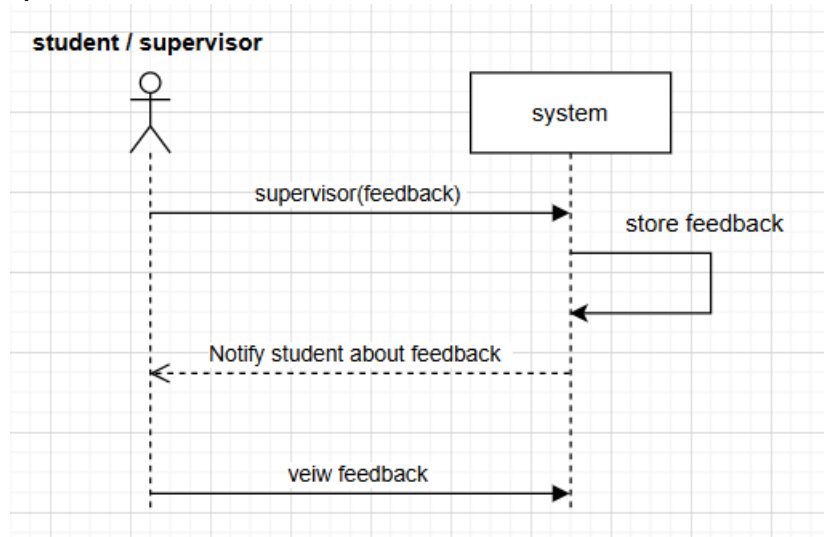 student / supervisor
system
supervisor(feedback)
store feedback
Notify student about feedback
veiw feedback